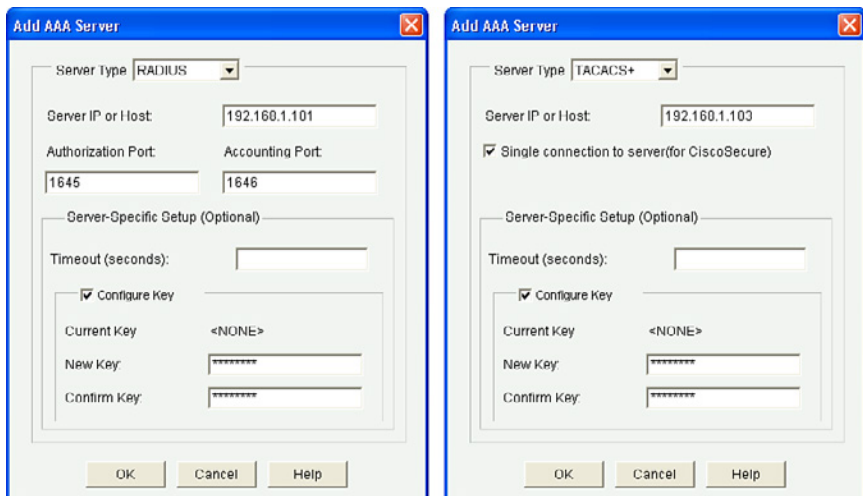 Add AAA Server
Server Type RADIUS
Server IP or Host: 192.168.1.101
Authorization Port: Accounting Port:
1645 1646
Server-Specific Setup (Optional)
Timeout (seconds):
Configure Key
Current Key <NONE>
New Key: ********
Confirm Key: ********
OK Cancel Help
Add AAA Server
Server Type TACACS+
Server IP or Host: 192.168.1.103
Single connection to server(for CiscoSecure)
Server-Specific Setup (Optional)
Timeout (seconds):
Configure Key
Current Key <NONE>
New Key: ********
Confirm Key: ********
OK Cancel Help